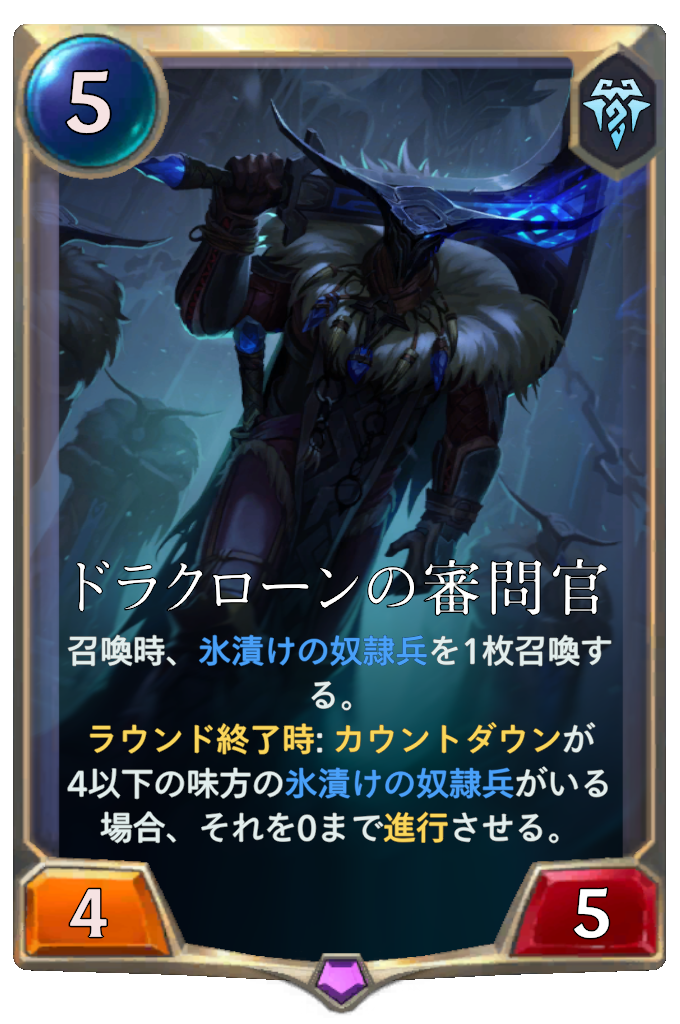 5
ドラクローンの審問官
召喚時、氷漬けの奴隷兵を1枚召喚す
る。
ラウンド終了時: カウントダウンが
4以下の味方の氷漬けの奴隷兵がいる
場合、それを0まで進行させる。
4
5